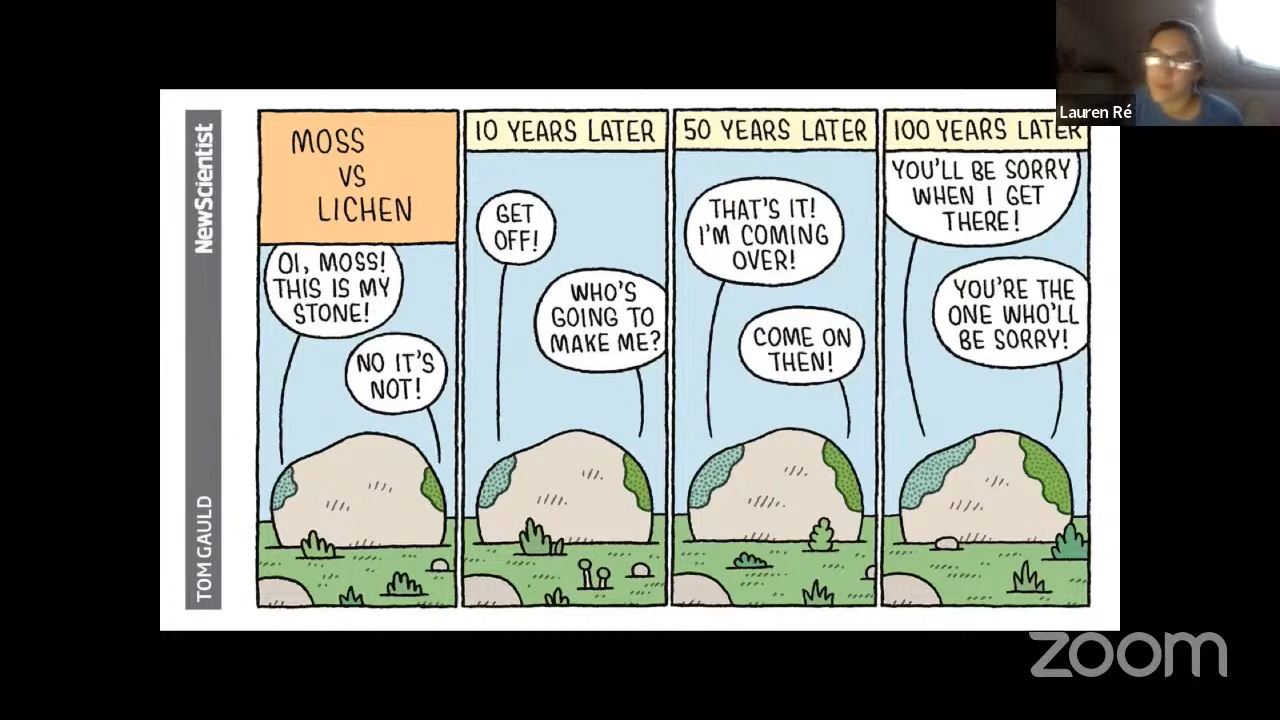 Lauren Ré
NewScientist
TOM GAULD
MOSS
VS
LICHEN
OI, MOSS!
THIS IS MY
STONE!
NO IT'S
NOT!
10 YEARS LATER
GET
OFF!
WHO'S
GOING TO
MAKE ME?
50 YEARS LATER
THAT'S IT!
I'M COMING
OVER!
COME ON
THEN!
100 YEARS LATER
YOU'LL BE SORRY
WHEN I GET
THERE!
YOU'RE THE
ONE WHO'LL
BE SORRY!
zoom